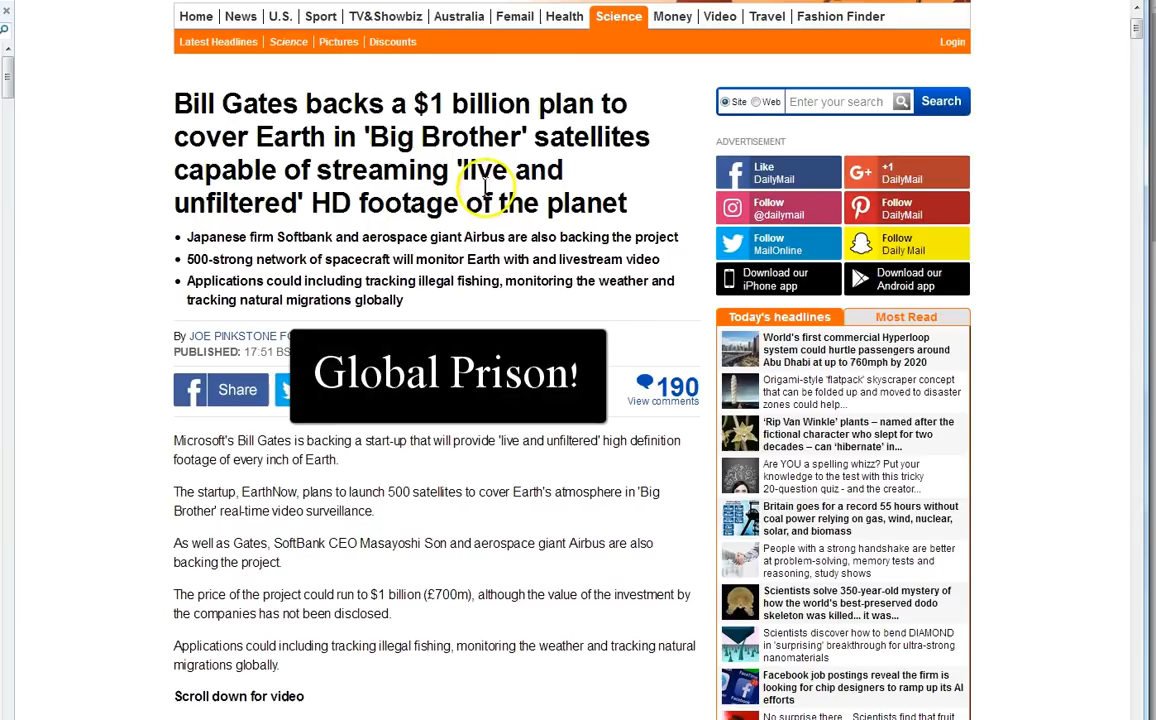 Home News U.S. Sport TV&Showbiz Australia Femail Health Science Money Video Travel Fashion Finder
Latest Headlines Science Pictures Discounts Login
Bill Gates backs a $1 billion plan to
cover Earth in 'Big Brother' satellites
capable of streaming 'live and
unfiltered' HD footage of the planet
Japanese firm Softbank and aerospace giant Airbus are also backing the project
500-strong network of spacecraft will monitor Earth with and livestream video
Applications could including tracking illegal fishing, monitoring the weather and
tracking natural migrations globally
By JOE PINKSTONE
PUBLISHED: 17:51
Global Prison!
Share
190
View comments
Microsoft's Bill Gates is backing a start-up that will provide 'live and unfiltered' high definition
footage of every inch of Earth.
The startup, EarthNow, plans to launch 500 satellites to cover Earth's atmosphere in 'Big
Brother' real-time video surveillance.
As well as Gates, SoftBank CEO Masayoshi Son and aerospace giant Airbus are also
backing the project.
The price of the project could run to $1 billion (£700m), although the value of the investment by
the companies has not been disclosed.
Applications could including tracking illegal fishing, monitoring the weather and tracking natural
migrations globally.
Scroll down for video
Site Web Enter your search Search
ADVERTISEMENT
Like
DailyMail
+1
DailyMail
Follow
@dailymail
Follow
DailyMail
Follow
MailOnline
Follow
Daily Mail
Download our
iPhone app
Download our
Android app
Today's headlines Most Read
World's first commercial Hyperloop
system could hurtle passengers around
Abu Dhabi at up to 760mph by 2020
Origami-style 'flatpack' skyscraper concept
that can be folded up and moved to disaster
zones could help...
'Rip Van Winkle' plants – named after the
fictional character who slept for two
decades – can 'hibernate' in...
Are YOU a spelling whizz? Put your
knowledge to the test with this tricky
20-question quiz - and the creator...
Britain goes for a record 55 hours without
coal power relying on gas, wind, nuclear,
solar, and biomass
People with a strong handshake are better
at problem-solving, memory tests and
reasoning, study shows
Scientists solve 350-year-old mystery of
how the world's best-preserved dodo
skeleton was killed... it was...
Scientists discover how to bend DIAMOND
in 'surprising' breakthrough for ultra-strong
nanomaterials
Facebook job postings reveal the firm is
looking for chip designers to ramp up its AI
efforts
No surprise there... Scientists find that fruit